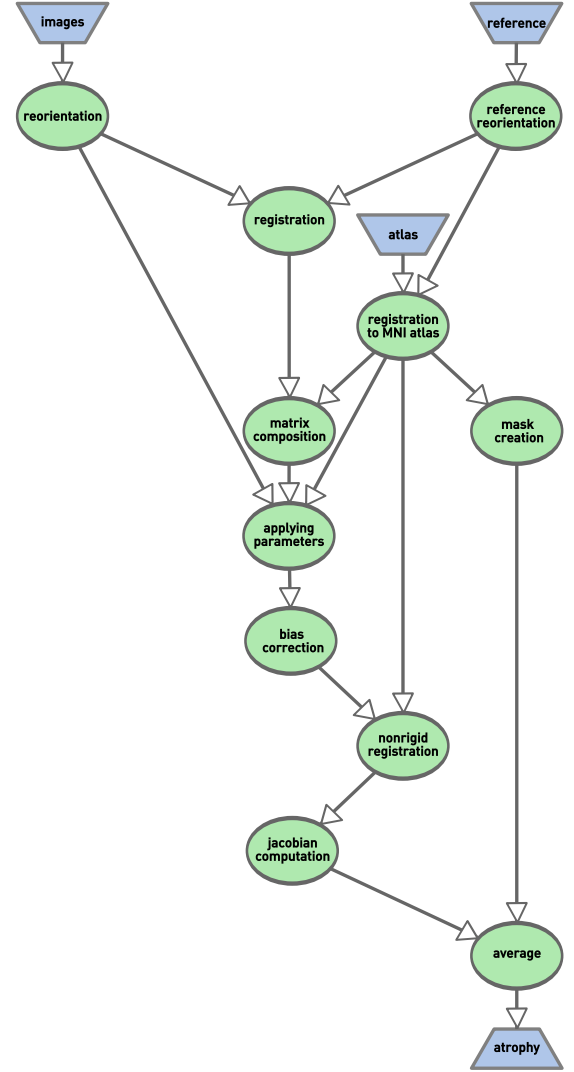 images
reference
reorientation
reference
reorientation
registration
atlas
registration
to MNI atlas
matrix
composition
mask
creation
applying
parameters
bias
correction
nonrigid
registration
jacobian
computation
average
atrophy